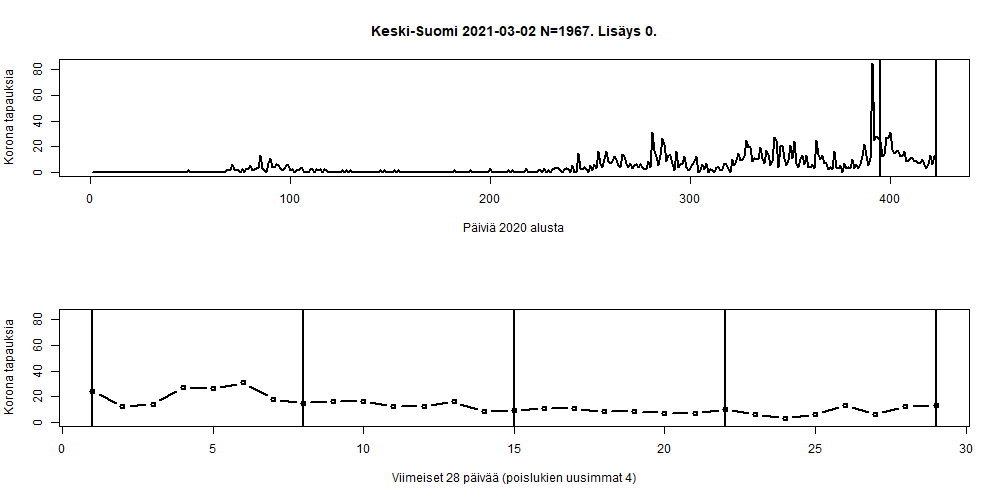 Keski-Suomi 2021-03-02 N=1967. Lisäys 0.
Korona tapauksia
80
60
40
20
0
0 100 200 300 400
Päiviä 2020 alusta
Korona tapauksia
80
60
40
20
0
0 5 10 15 20 25 30
Viimeiset 28 päivää (poislukien uusimmat 4)